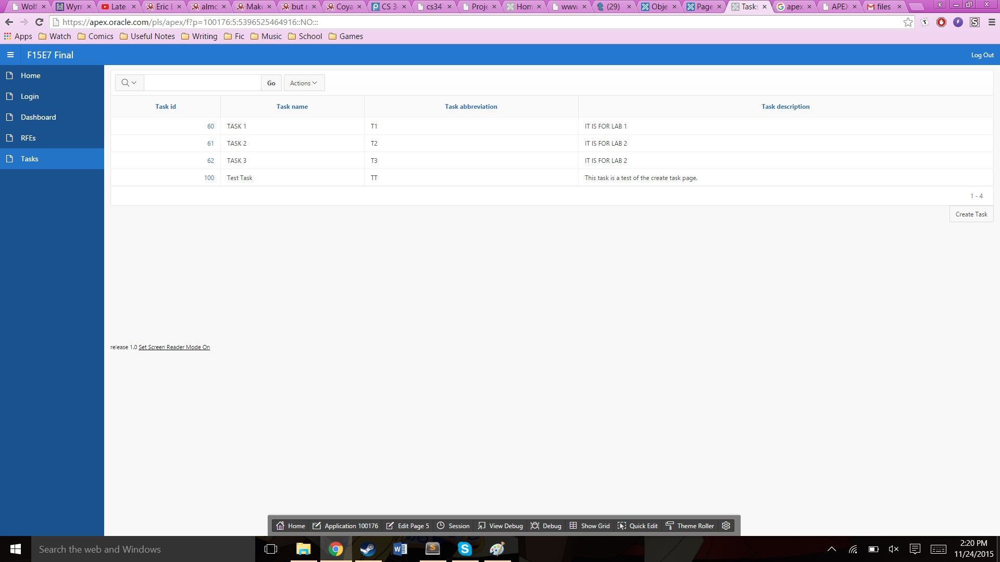 Wolf Wyrr Late Eric E almo Make but r Coya CS 3 cs347 Proje Hom www (29) Obje Page Tasks apex APEX files K
https://apex.oracle.com/pls/apex/f?p=100176:5:5396525464916::NO:::
Apps Watch Comics Useful Notes Writing Fic Music School Games
F15E7 Final Log Out
Home
Login
Dashboard
RFEs
Tasks
Go Actions
Task id Task name Task abbreviation Task description
60 TASK 1 T1 IT IS FOR LAB 1
61 TASK 2 T2 IT IS FOR LAB 2
62 TASK 3 T3 IT IS FOR LAB 2
100 Test Task TT This task is a test of the create task page.
1 - 4
Create Task
release 1.0 Set Screen Reader Mode On
Home Application 100176 Edit Page 5 Session View Debug Debug Show Grid Quick Edit Theme Roller
Search the web and Windows
2:20 PM
11/24/2015